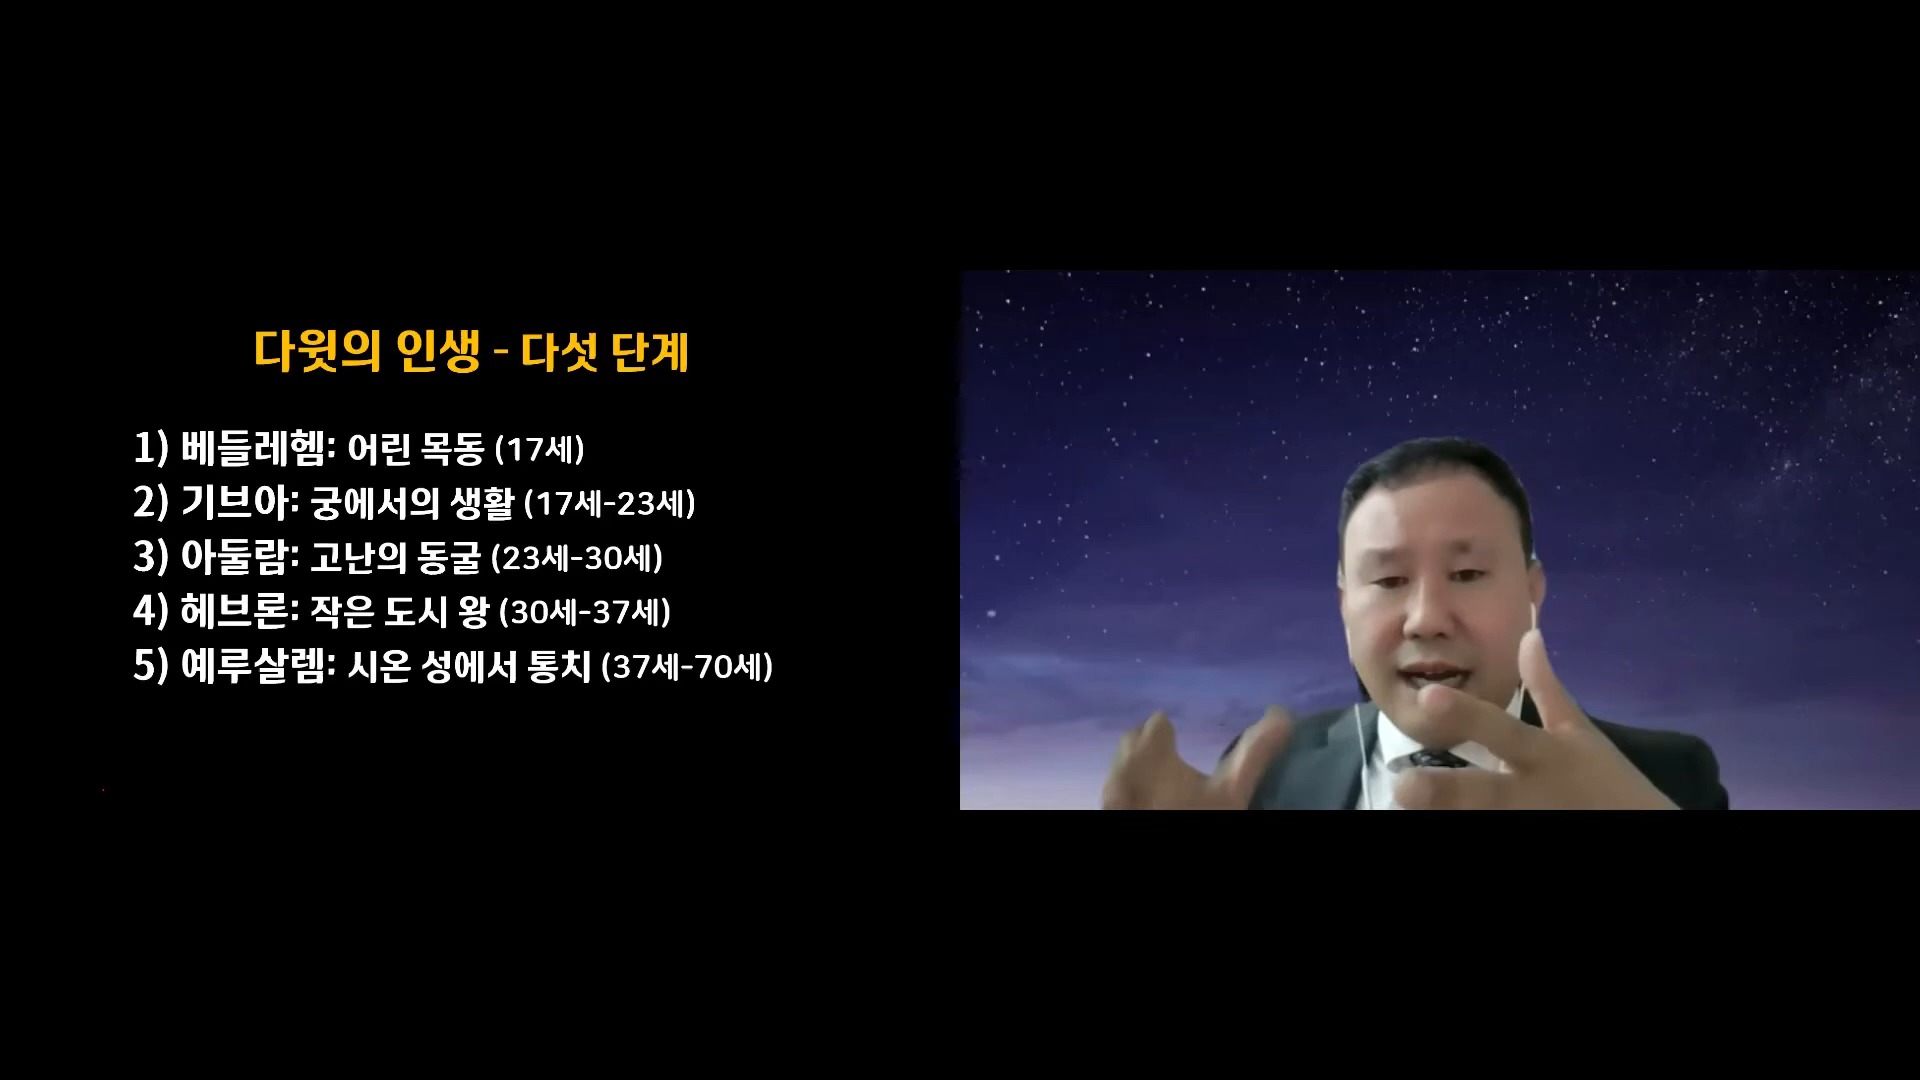 다윗의 인생 - 다섯 단계
1) 베들레헴: 어린 목동 (17세)
2) 기브아: 궁에서의 생활 (17세-23세)
3) 아둘람: 고난의 동굴 (23세-30세)
4) 헤브론: 작은 도시 왕 (30세-37세)
5) 예루살렘: 시온 성에서 통치 (37세-70세)